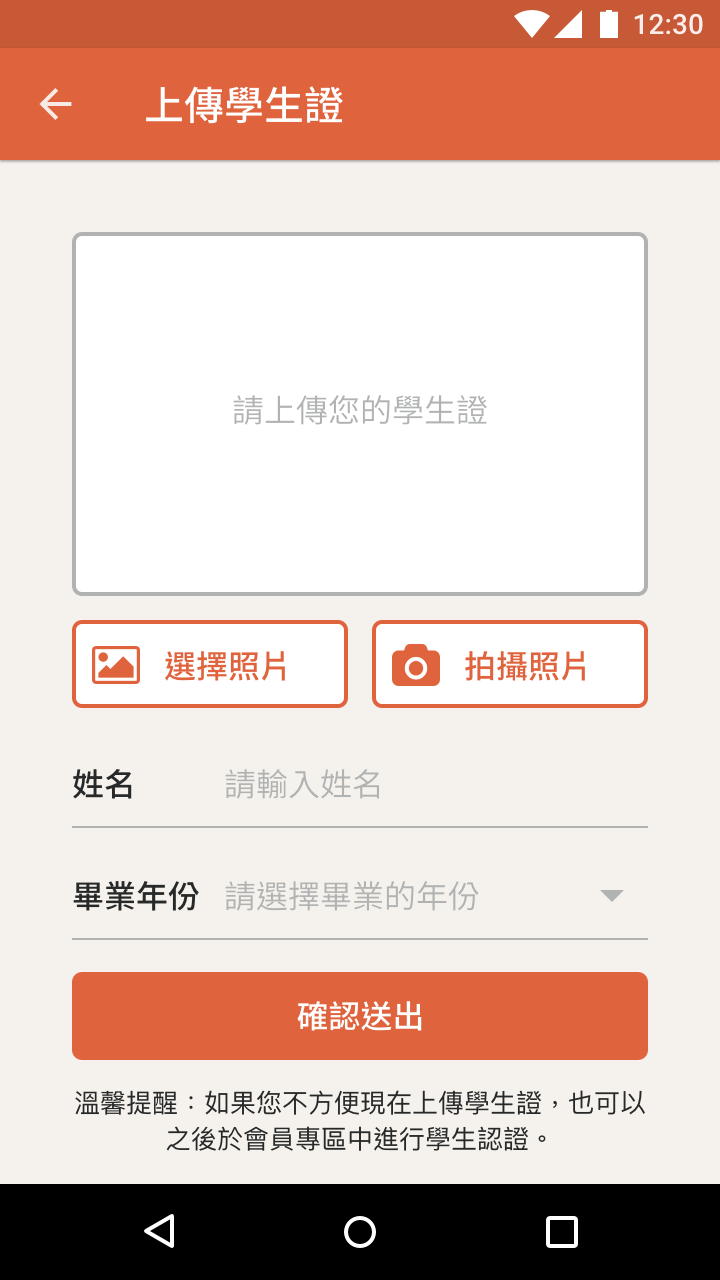 12:30
上傳學生證
請上傳您的學生證
選擇照片
拍攝照片
姓名 請輸入姓名
畢業年份 請選擇畢業的年份
確認送出
溫馨提醒：如果您不方便現在上傳學生證，也可以
之後於會員專區中進行學生認證。